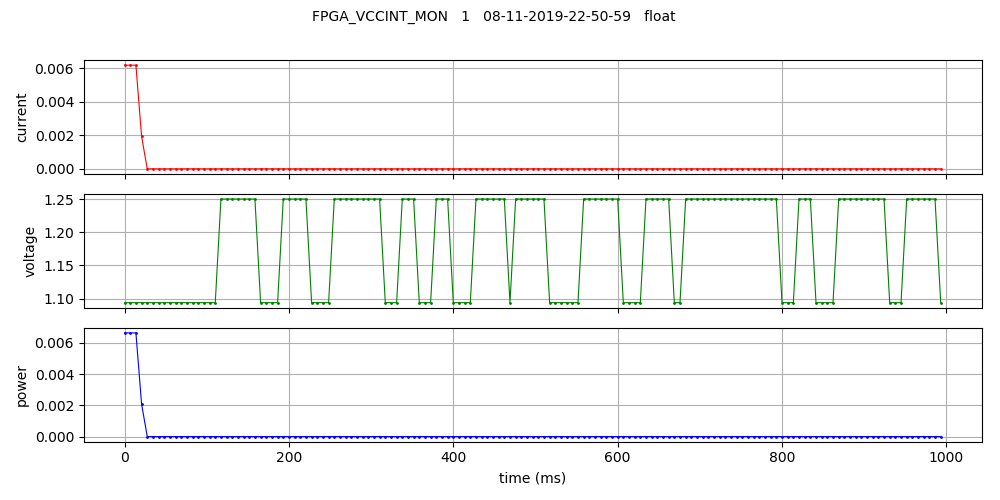 FPGA_VCCINT_MON   1   08-11-2019-22-50-59   float
0.006
0.004
0.002
0.000
current
1.25
1.20
1.15
1.10
voltage
0.006
0.004
0.002
0.000
power
0 200 400 600 800 1000
time (ms)